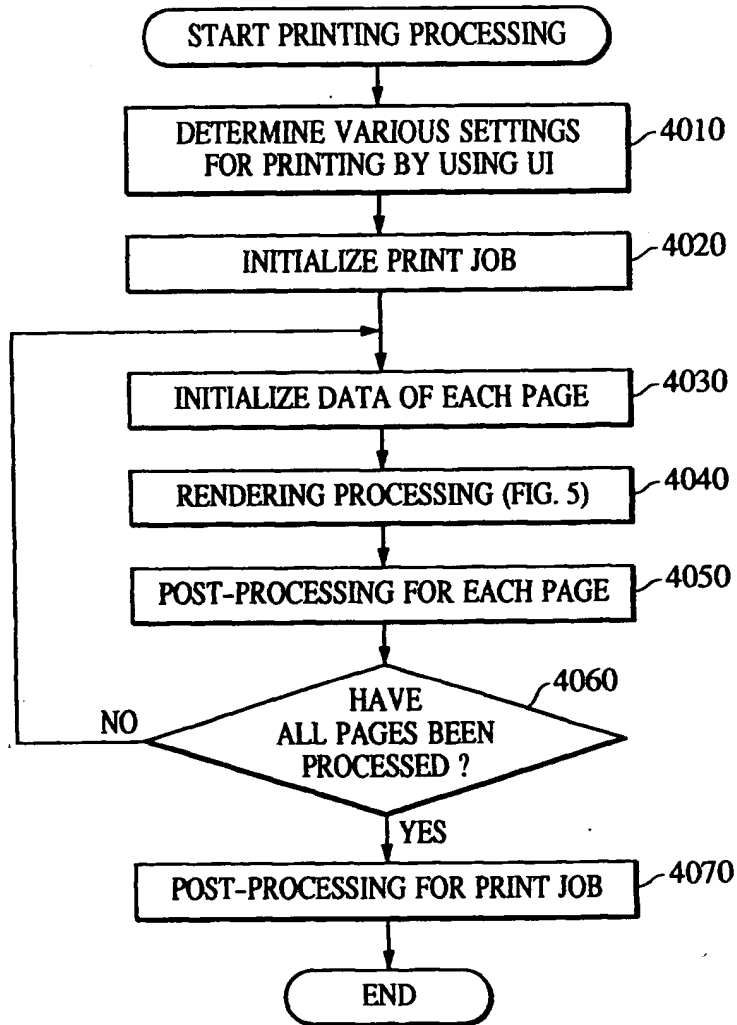 START PRINTING PROCESSING
DETERMINE VARIOUS SETTINGS
FOR PRINTING BY USING UI
4010
INITIALIZE PRINT JOB
4020
INITIALIZE DATA OF EACH PAGE
4030
RENDERING PROCESSING (FIG. 5)
4040
POST-PROCESSING FOR EACH PAGE
4050
HAVE
ALL PAGES BEEN
PROCESSED ?
4060
NO
YES
POST-PROCESSING FOR PRINT JOB
4070
END